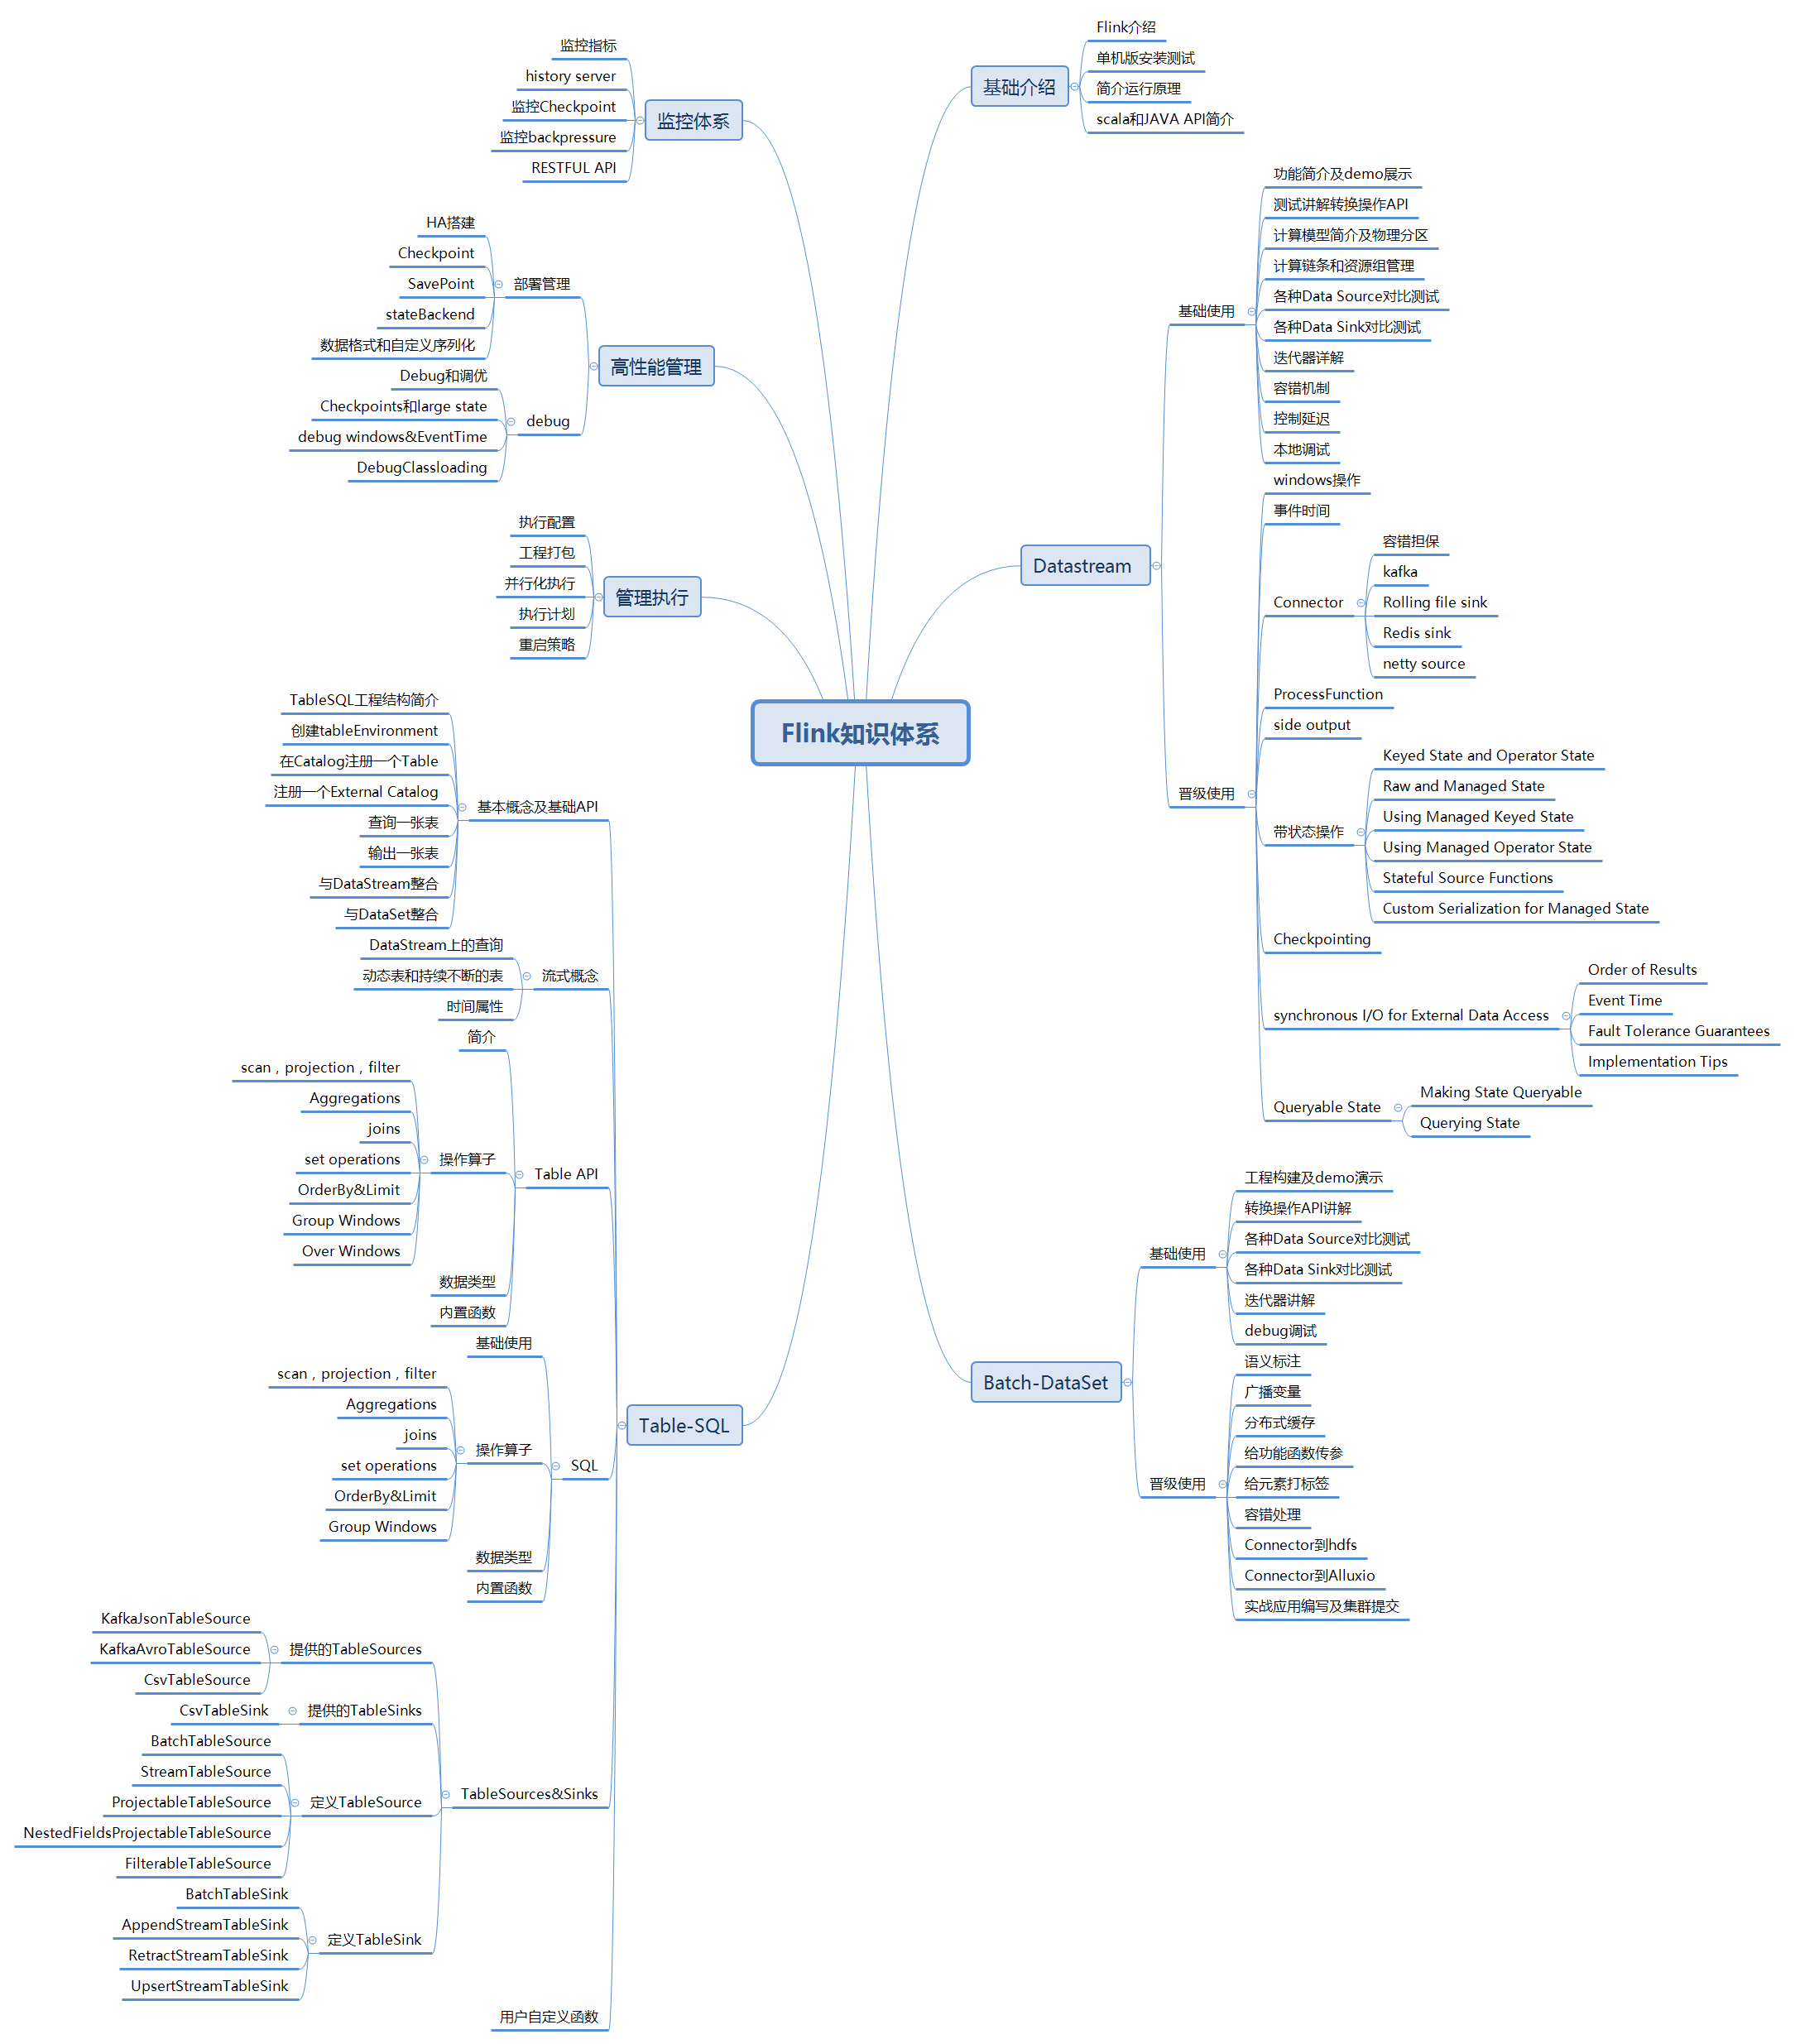 Flink知识体系
基础介绍
Flink介绍
单机版安装测试
简介运行原理
scala和JAVA API简介
Datastream
基础使用
功能简介及demo展示
测试讲解转换操作API
计算模型简介及物理分区
计算链条和资源组管理
各种Data Source对比测试
各种Data Sink对比测试
迭代器详解
容错机制
控制延迟
本地调试
晋级使用
windows操作
事件时间
Connector
容错担保
kafka
Rolling file sink
Redis sink
netty source
ProcessFunction
side output
带状态操作
Keyed State and Operator State
Raw and Managed State
Using Managed Keyed State
Using Managed Operator State
Stateful Source Functions
Custom Serialization for Managed State
Checkpointing
synchronous I/O for External Data Access
Order of Results
Event Time
Fault Tolerance Guarantees
Implementation Tips
Queryable State
Making State Queryable
Querying State
Batch-DataSet
基础使用
工程构建及demo演示
转换操作API讲解
各种Data Source对比测试
各种Data Sink对比测试
迭代器讲解
debug调试
晋级使用
语义标注
广播变量
分布式缓存
给功能函数传参
给元素打标签
容错处理
Connector到hdfs
Connector到Alluxio
实战应用编写及集群提交
监控体系
监控指标
history server
监控Checkpoint
监控backpressure
RESTFUL API
高性能管理
部署管理
HA搭建
Checkpoint
SavePoint
stateBackend
数据格式和自定义序列化
debug
Debug和调优
Checkpoints和large state
debug windows&EventTime
DebugClassloading
管理执行
执行配置
工程打包
并行化执行
执行计划
重启策略
Table-SQL
基本概念及基础API
TableSQL工程结构简介
创建tableEnvironment
在Catalog注册一个Table
注册一个External Catalog
查询一张表
输出一张表
与DataStream整合
与DataSet整合
流式概念
DataStream上的查询
动态表和持续不断的表
时间属性
Table API
简介
操作算子
scan，projection，filter
Aggregations
joins
set operations
OrderBy&Limit
Group Windows
Over Windows
数据类型
内置函数
SQL
基础使用
操作算子
scan，projection，filter
Aggregations
joins
set operations
OrderBy&Limit
Group Windows
数据类型
内置函数
TableSources&Sinks
提供的TableSources
KafkaJsonTableSource
KafkaAvroTableSource
CsvTableSource
提供的TableSinks
CsvTableSink
定义TableSource
BatchTableSource
StreamTableSource
ProjectableTableSource
NestedFieldsProjectableTableSource
FilterableTableSource
定义TableSink
BatchTableSink
AppendStreamTableSink
RetractStreamTableSink
UpsertStreamTableSink
用户自定义函数